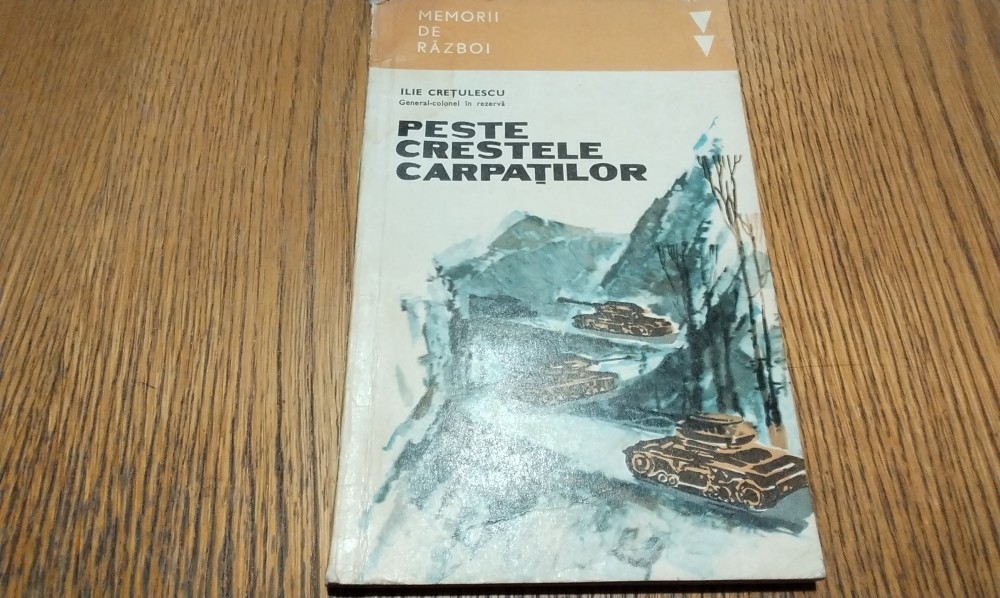 MEMORII
DE
RĂZBOI
ILIE CREȚULESCU
General-colonel în rezervă
PESTE
CRESTELE
CARPAȚILOR